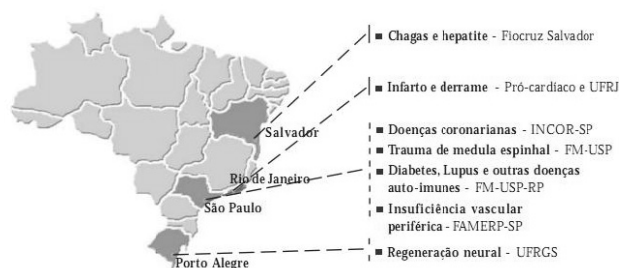 Chagas e hepatite - Fiocruz Salvador
Infarto e derrame - Pró-cardíaco e UFRJ
Doenças coronarianas - INCOR-SP
Trauma de medula espinhal - FM-USP
Diabetes, Lupus e outras doenças
auto-imunes - FM-USP-RP
Insuficiência vascular
periférica - FAMERP-SP
Regeneração neural - UFRGS
Salvador
Rio de Janeiro
São Paulo
Porto Alegre